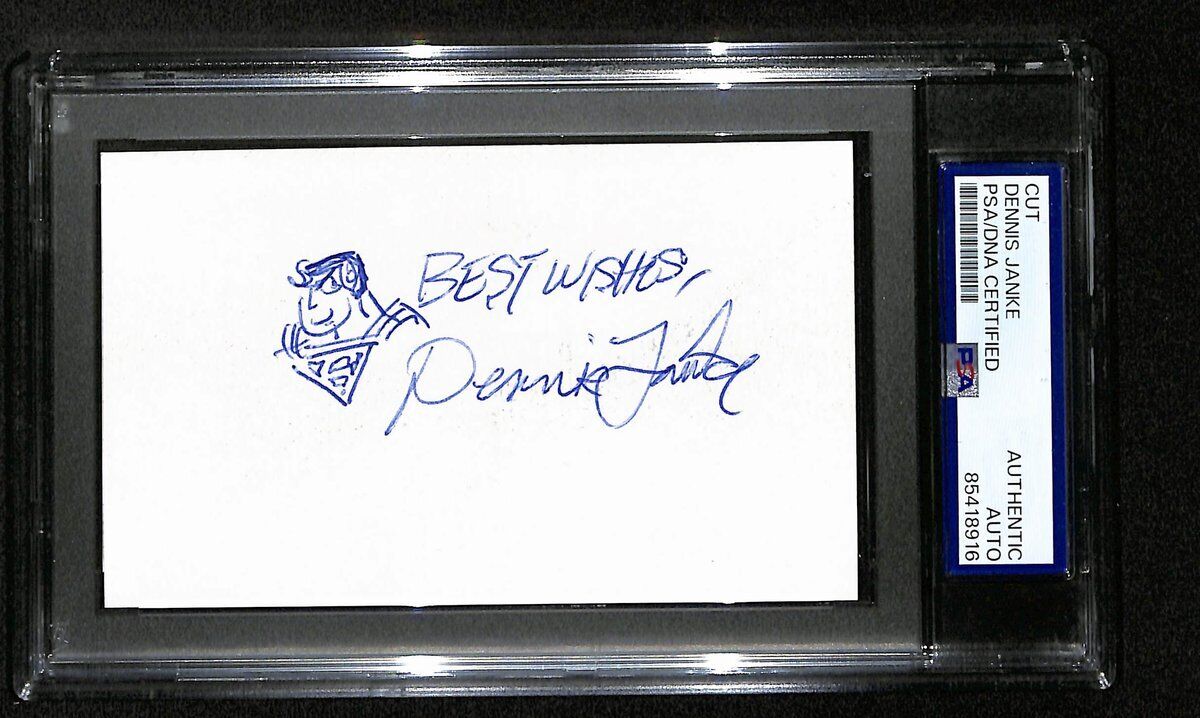 BEST WISHES,
Dennis Janke
CUT
DENNIS JANKE
PSA/DNA CERTIFIED
PSA
AUTHENTIC
AUTO
85418916